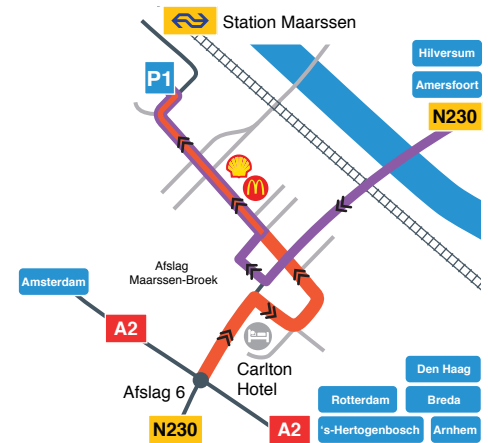 Station Maarssen
Hilversum
P1
Amersfoort
N230
Afslag
Maarssen-Broek
Amsterdam
A2
Carlton
Hotel
Den Haag
Afslag 6
Rotterdam
Breda
N230
A2
's-Hertogenbosch
Arnhem